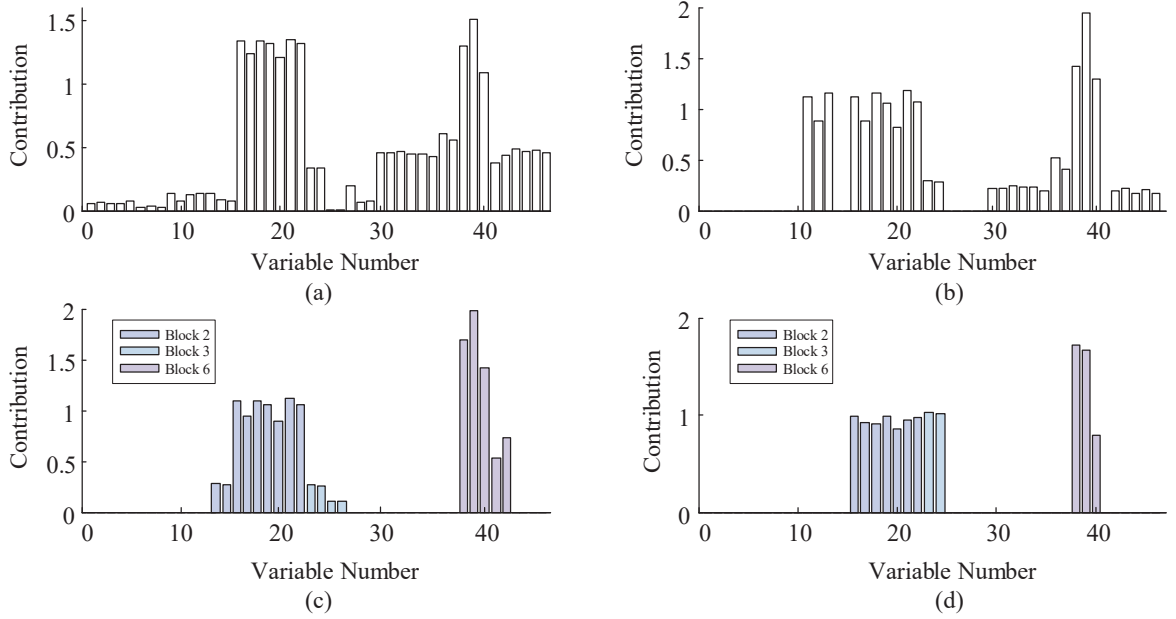 1.5
1
0.5
0
Contribution
0 10 20 30 40
Variable Number
(a)
2
1.5
1
0.5
0
Contribution
0 10 20 30 40
Variable Number
(b)
2
1.5
1
0.5
0
Contribution
Block 2
Block 3
Block 6
0 10 20 30 40
Variable Number
(c)
2
1
0
Contribution
Block 2
Block 3
Block 6
0 10 20 30 40
Variable Number
(d)